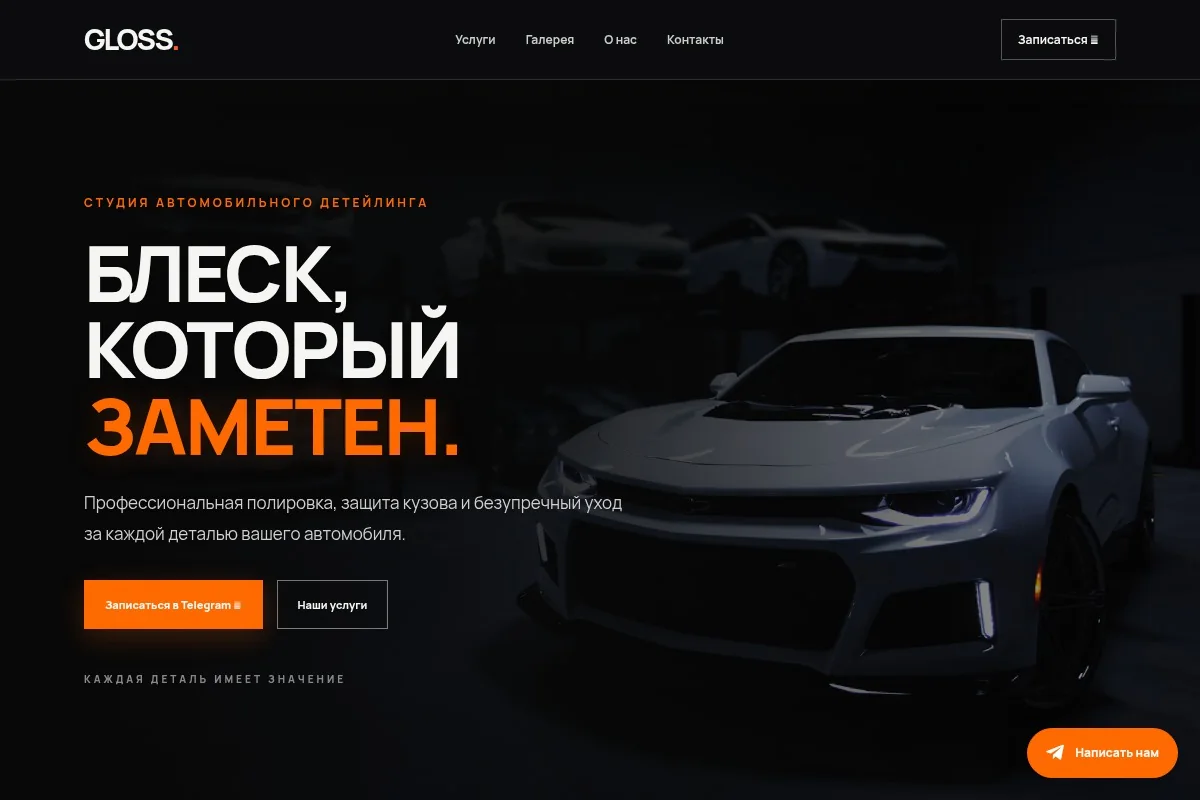 GLOSS.
Услуги
Галерея
О нас
Контакты
Записаться
СТУДИЯ АВТОМОБИЛЬНОГО ДЕТЕЙЛИНГА
БЛЕСК,
КОТОРЫЙ
ЗАМЕТЕН.
Профессиональная полировка, защита кузова и безупречный уход
за каждой деталью вашего автомобиля.
Записаться в Telegram
Наши услуги
КАЖДАЯ ДЕТАЛЬ ИМЕЕТ ЗНАЧЕНИЕ
Написать нам